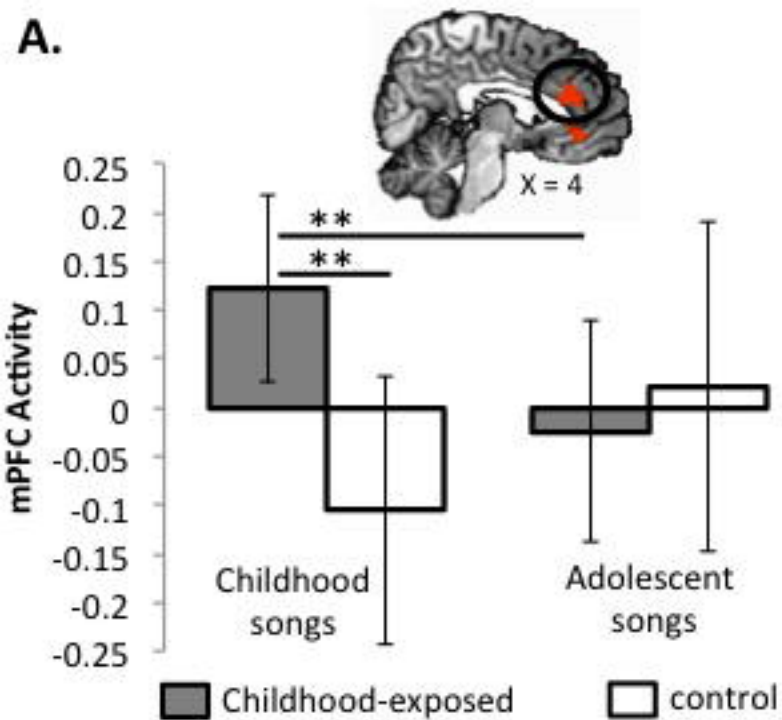 A.
X = 4
0.25
0.2
0.15
0.1
0.05
0
-0.05
-0.1
-0.15
-0.2
-0.25
mPFC Activity
**
**
Childhood
songs
Adolescent
songs
Childhood-exposed
control